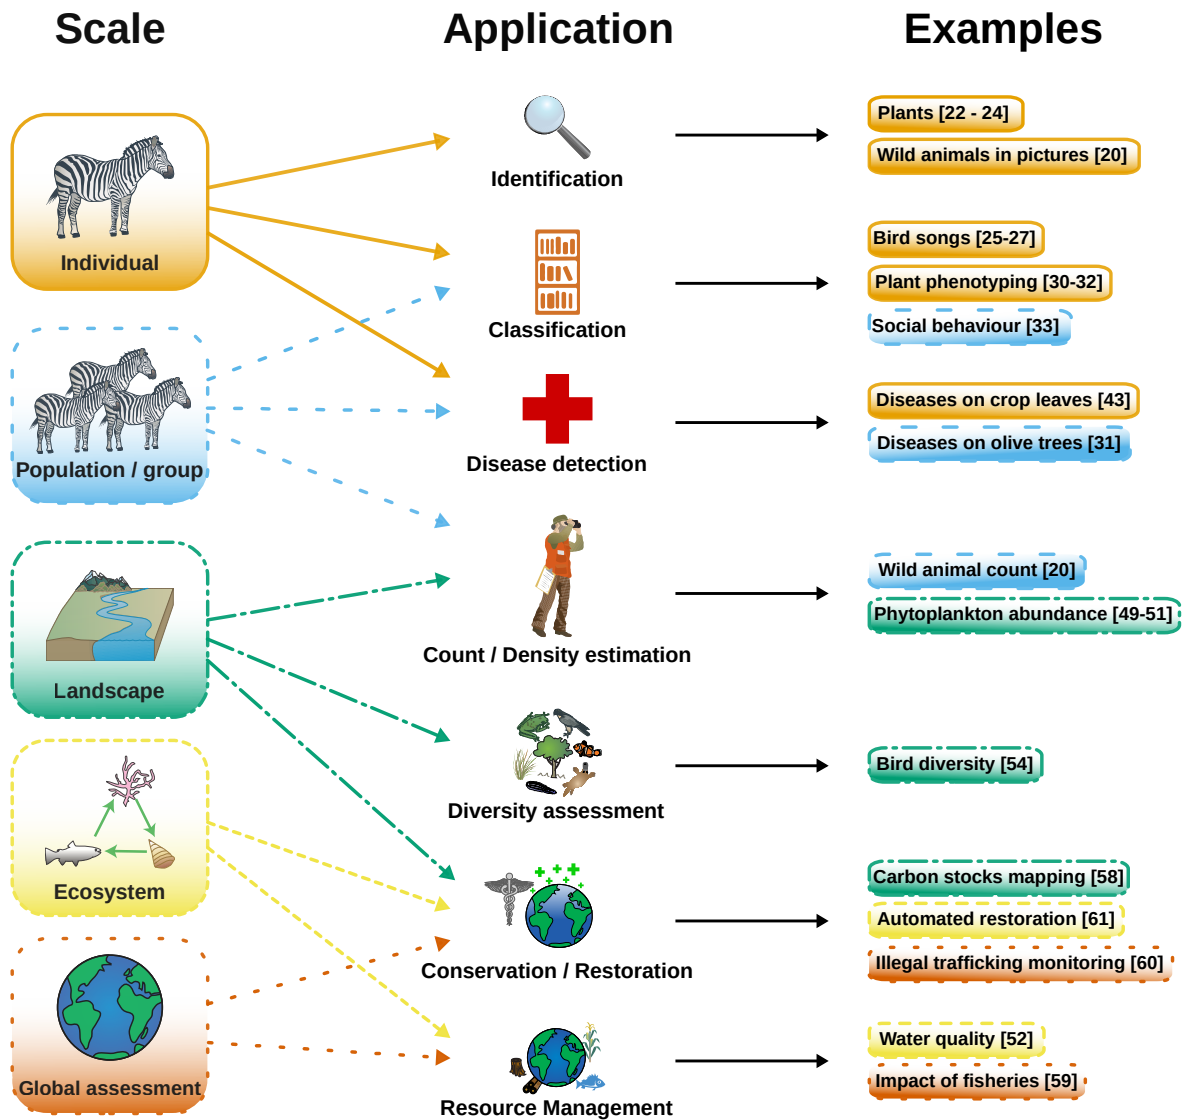 Scale
Application
Examples
Individual
Population / group
Landscape
Ecosystem
Global assessment
Identification
Classification
Disease detection
Count / Density estimation
Diversity assessment
Conservation / Restoration
Resource Management
Plants [22 - 24]
Wild animals in pictures [20]
Bird songs [25-27]
Plant phenotyping [30-32]
Social behaviour [33]
Diseases on crop leaves [43]
Diseases on olive trees [31]
Wild animal count [20]
Phytoplankton abundance [49-51]
Bird diversity [54]
Carbon stocks mapping [58]
Automated restoration [61]
Illegal trafficking monitoring [60]
Water quality [52]
Impact of fisheries [59]